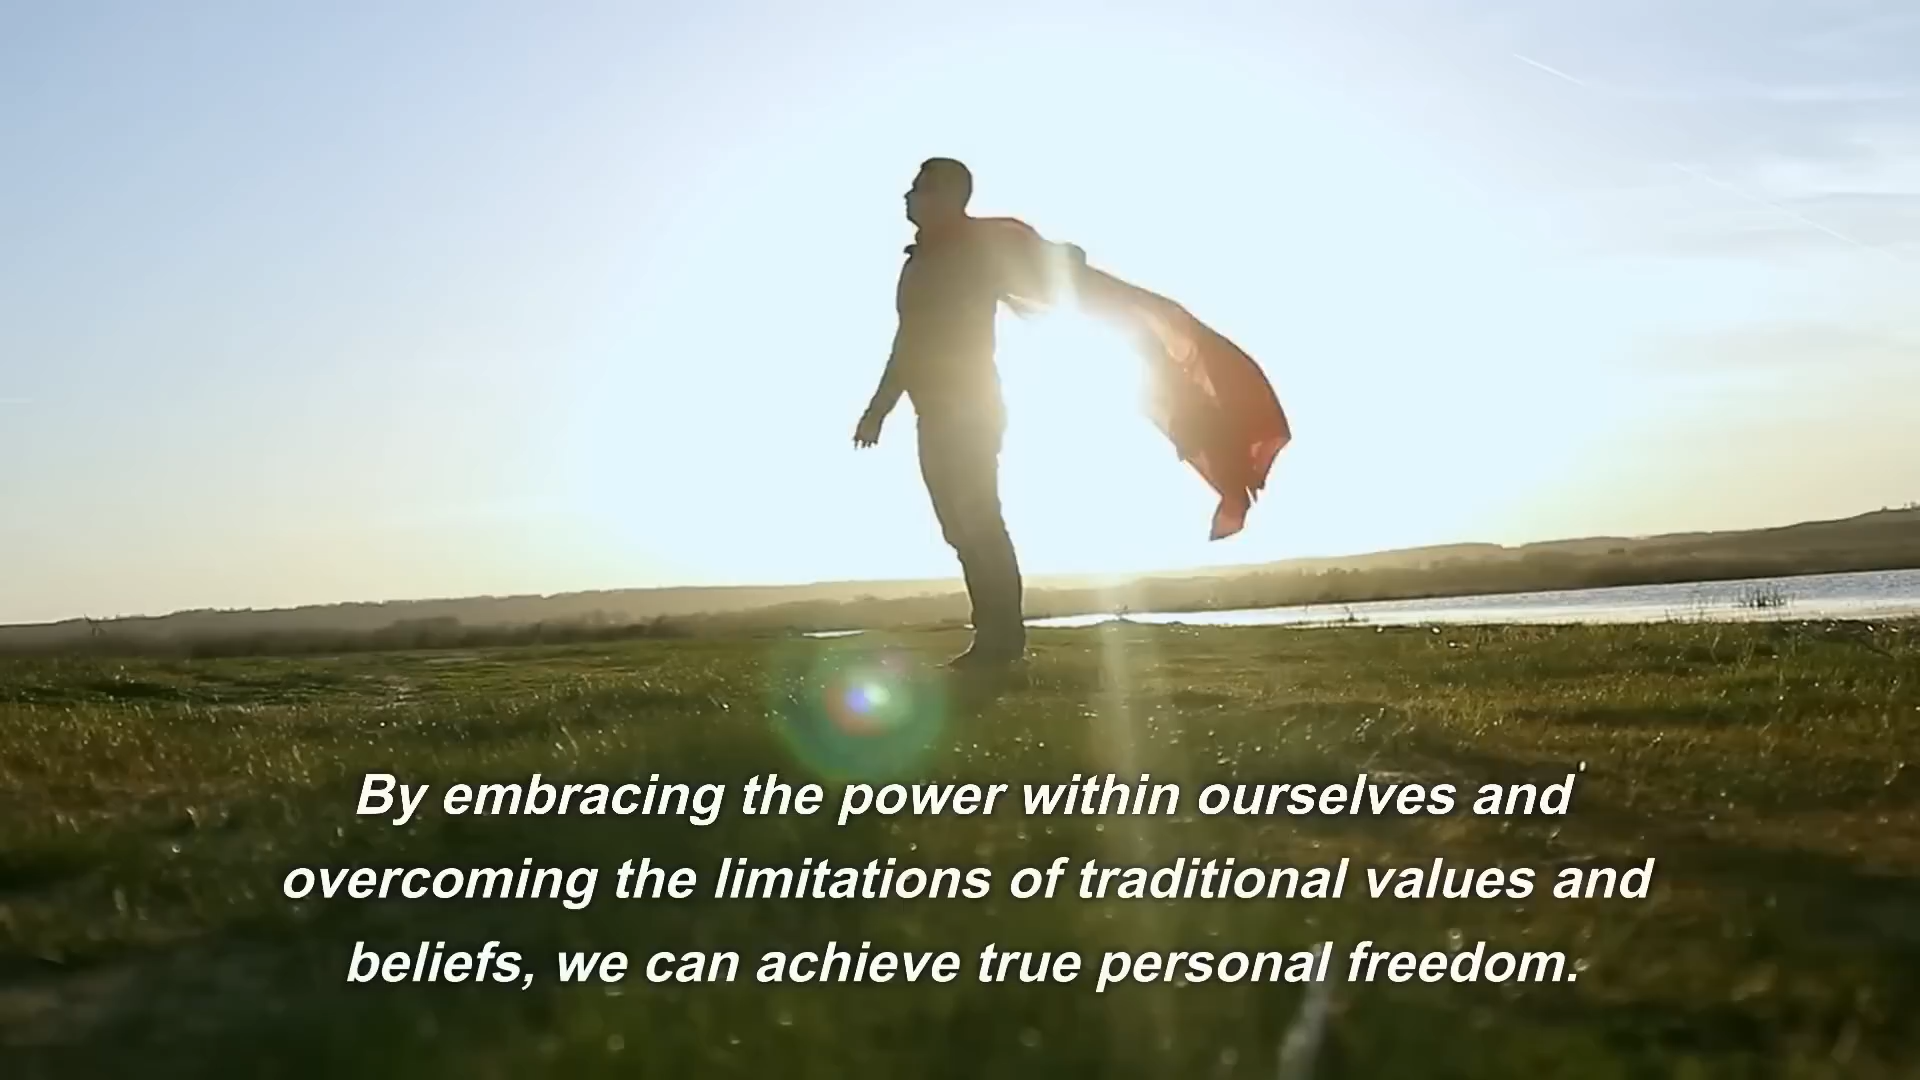 By embracing the power within ourselves and
overcoming the limitations of traditional values and
beliefs, we can achieve true personal freedom.